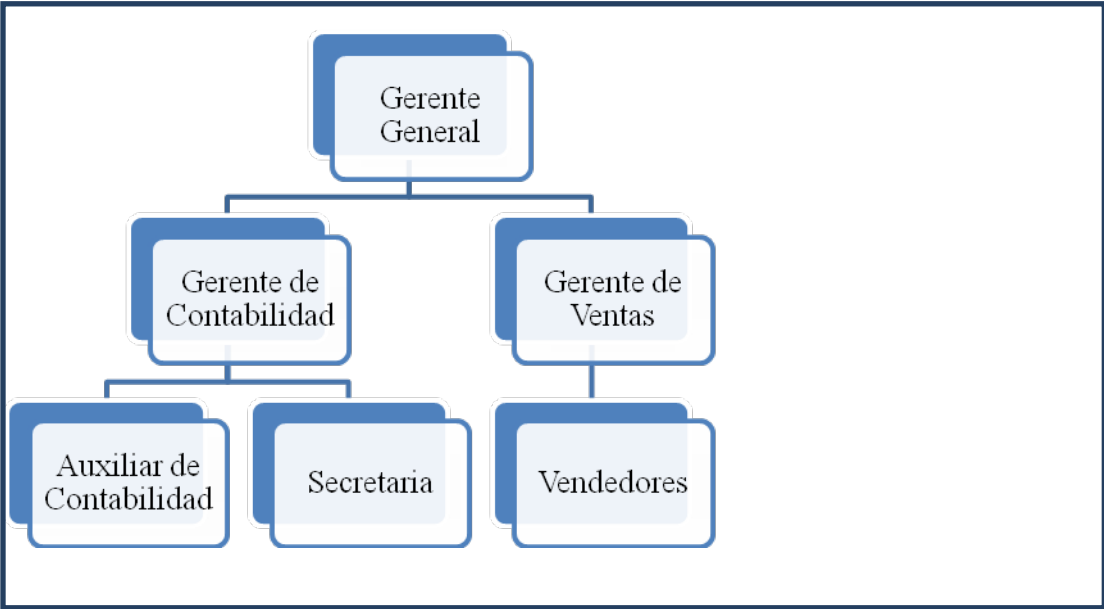 Gerente
General
Gerente de
Contabilidad
Gerente de
Ventas
Auxiliar de
Contabilidad
Secretaria
Vendedores